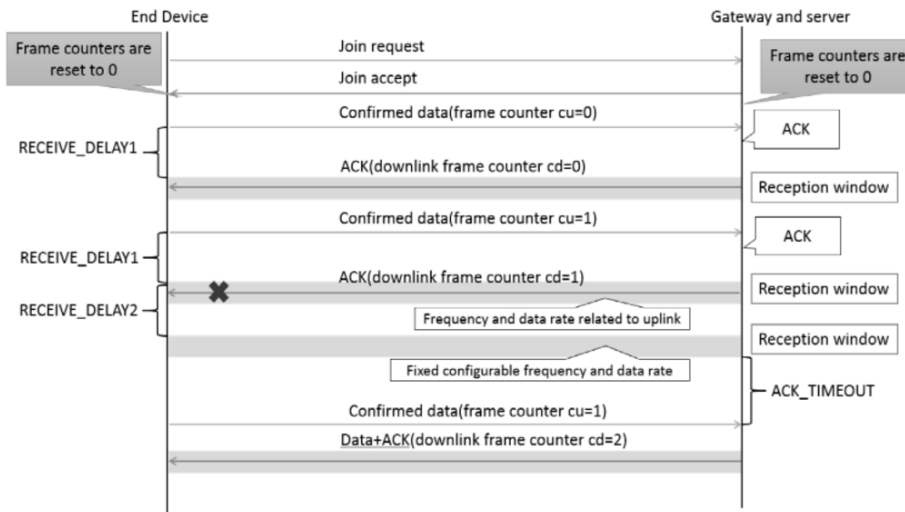 End Device
Gateway and server
Frame counters are
reset to 0
Join request
Frame counters are
reset to 0
Join accept
Confirmed data(frame counter cu=0)
ACK
RECEIVE_DELAY1
ACK(downlink frame counter cd=0)
Reception window
Confirmed data(frame counter cu=1)
ACK
RECEIVE_DELAY1
ACK(downlink frame counter cd=1)
Reception window
RECEIVE_DELAY2
Frequency and data rate related to uplink
Reception window
Fixed configurable frequency and data rate
ACK_TIMEOUT
Confirmed data(frame counter cu=1)
Data+ACK(downlink frame counter cd=2)